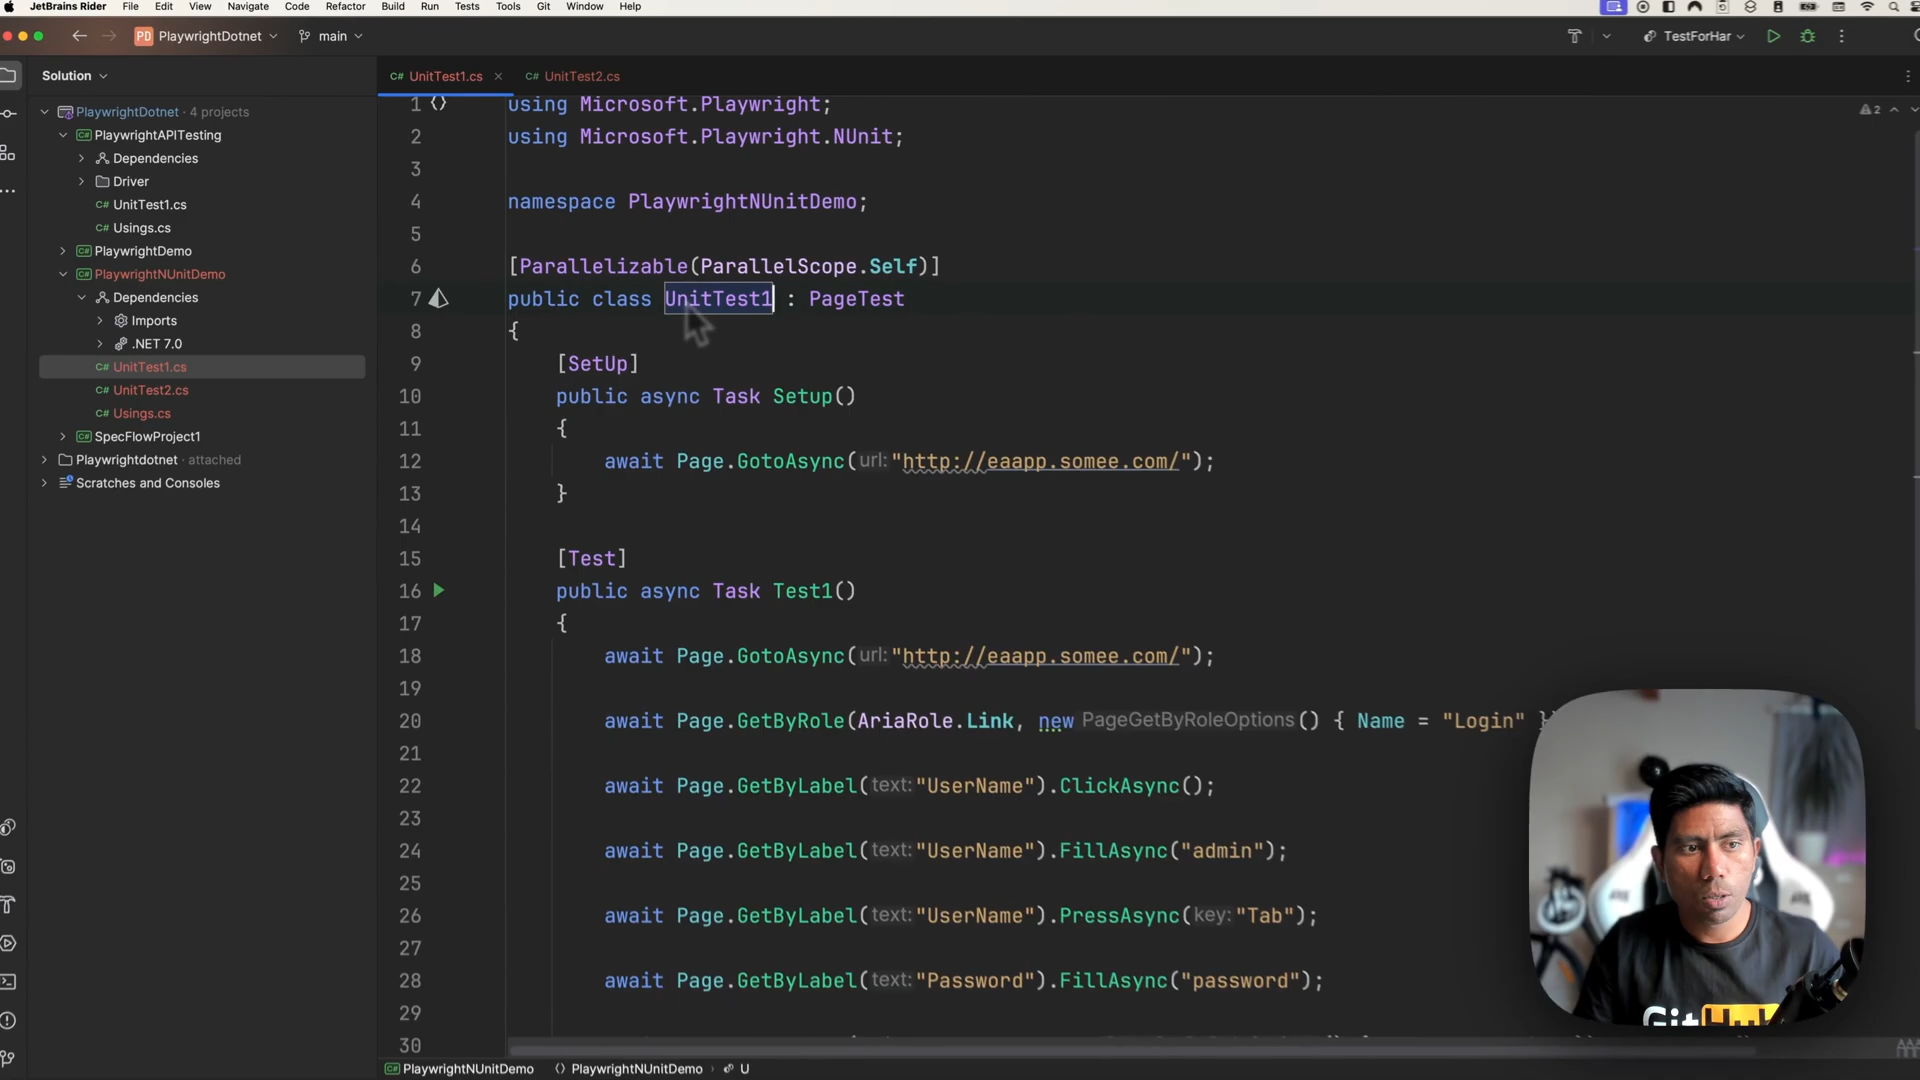 JetBrains Rider File Edit View Navigate Code Refactor Build Run Tests Tools Git Window Help
PD PlaywrightDotnet main TestForHar
Solution
C# UnitTest1.cs
C# UnitTest2.cs
PlaywrightDotnet · 4 projects
C# PlaywrightAPITesting
Dependencies
Driver
C# UnitTest1.cs
C# Usings.cs
C# PlaywrightDemo
C# PlaywrightNUnitDemo
Dependencies
Imports
.NET 7.0
C# UnitTest1.cs
C# UnitTest2.cs
C# Usings.cs
C# SpecFlowProject1
Playwrightdotnet · attached
Scratches and Consoles
2
1 using Microsoft.Playwright;
2 using Microsoft.Playwright.NUnit;
3
4 namespace PlaywrightNUnitDemo;
5
6 [Parallelizable(ParallelScope.Self)]
7 public class UnitTest1 : PageTest
8 {
9 [SetUp]
10 public async Task Setup()
11 {
12 await Page.GotoAsync(url:"http://eaapp.somee.com/");
13 }
14
15 [Test]
16 public async Task Test1()
17 {
18 await Page.GotoAsync(url:"http://eaapp.somee.com/");
19
20 await Page.GetByRole(AriaRole.Link, new PageGetByRoleOptions() { Name = "Login" }
21
22 await Page.GetByLabel(text:"UserName").ClickAsync();
23
24 await Page.GetByLabel(text:"UserName").FillAsync("admin");
25
26 await Page.GetByLabel(text:"UserName").PressAsync(key:"Tab");
27
28 await Page.GetByLabel(text:"Password").FillAsync("password");
29
30
GitHub
C# PlaywrightNUnitDemo PlaywrightNUnitDemo › U